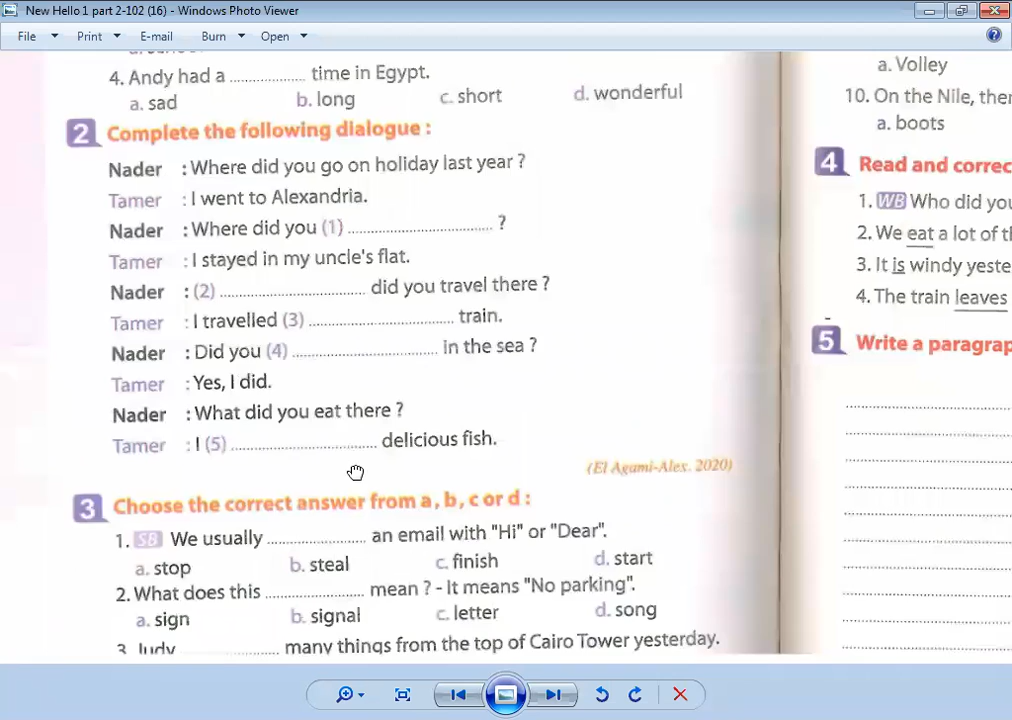 New Hello 1 part 2-102 (16) - Windows Photo Viewer
File Print E-mail Burn Open
4. Andy had a .............. time in Egypt.
a. sad b. long c. short d. wonderful
2 Complete the following dialogue :
Nader : Where did you go on holiday last year ?
Tamer : I went to Alexandria.
Nader : Where did you (1) .............................. ?
Tamer : I stayed in my uncle's flat.
Nader : (2) .............................. did you travel there ?
Tamer : I travelled (3) .............................. train.
Nader : Did you (4) .............................. in the sea ?
Tamer : Yes, I did.
Nader : What did you eat there ?
Tamer : I (5) .............................. delicious fish.
(El Agami-Alex. 2020)
3 Choose the correct answer from a, b, c or d :
1. SB We usually .................... an email with "Hi" or "Dear".
a. stop b. steal c. finish d. start
2. What does this .................... mean ? - It means "No parking".
a. sign b. signal c. letter d. song
3. Judy .................... many things from the top of Cairo Tower yesterday.
a. Volley
10. On the Nile, ther
a. boots
4 Read and correc
1. WB Who did you
2. We eat a lot of th
3. It is windy yeste
4. The train leaves
5 Write a paragrap